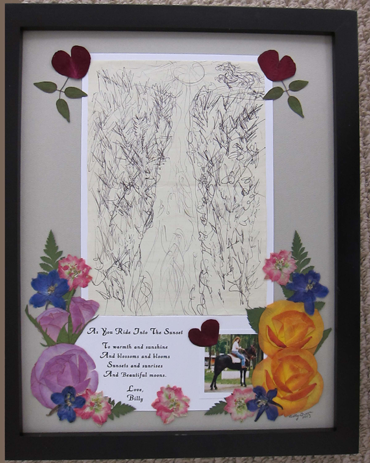 As You Ride Into The Sunset
To warmth and sunshine
And blossoms and blooms
Sunsets and sunrises
And Beautiful moons.
Love,
Billy